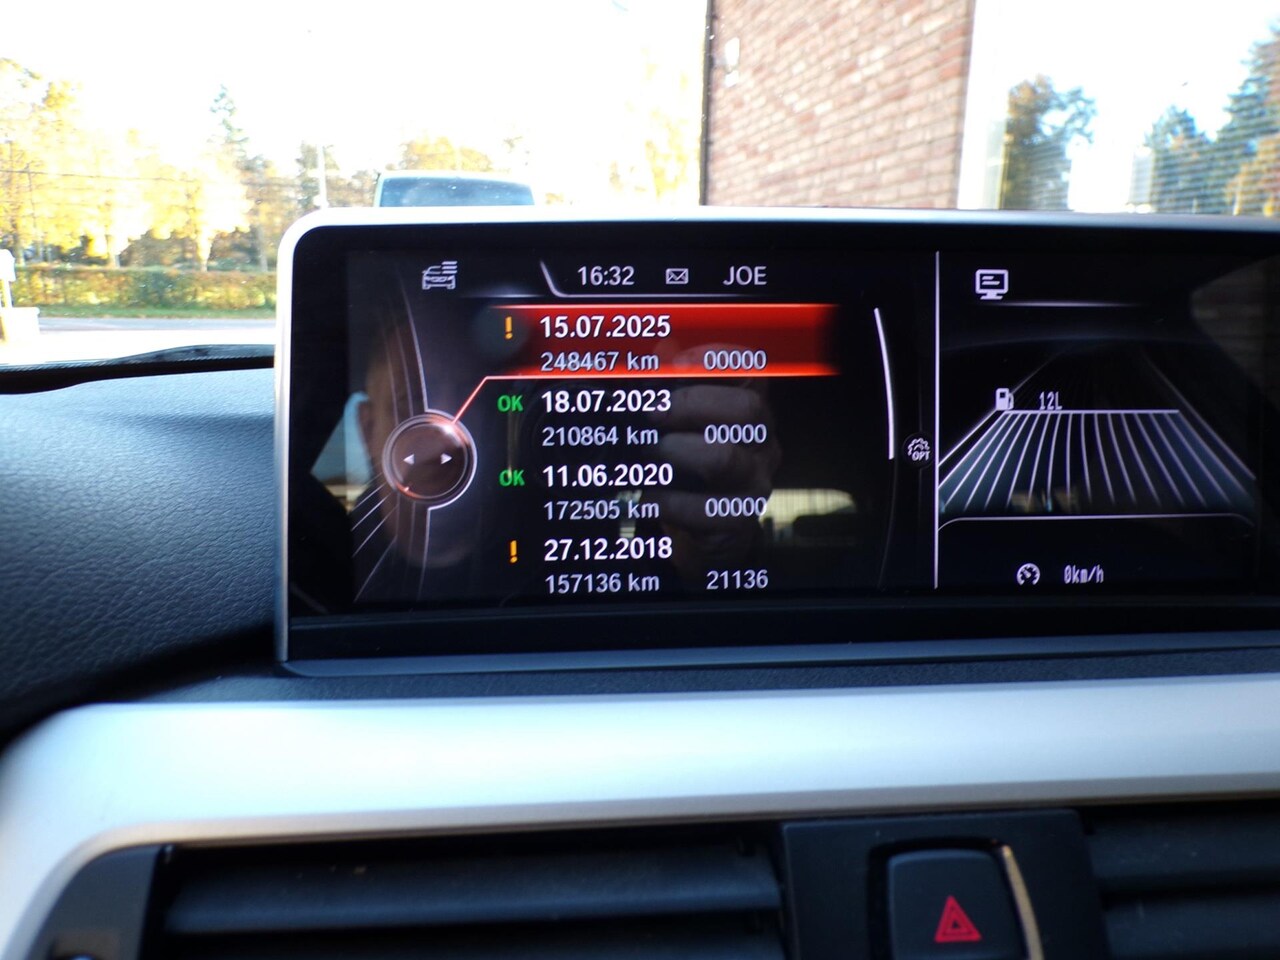 16:32 JOE
! 15.07.2025
248467 km 00000
OK 18.07.2023
210864 km 00000
OK 11.06.2020
172505 km 00000
! 27.12.2018
157136 km 21136
12L
OPT
0km/h